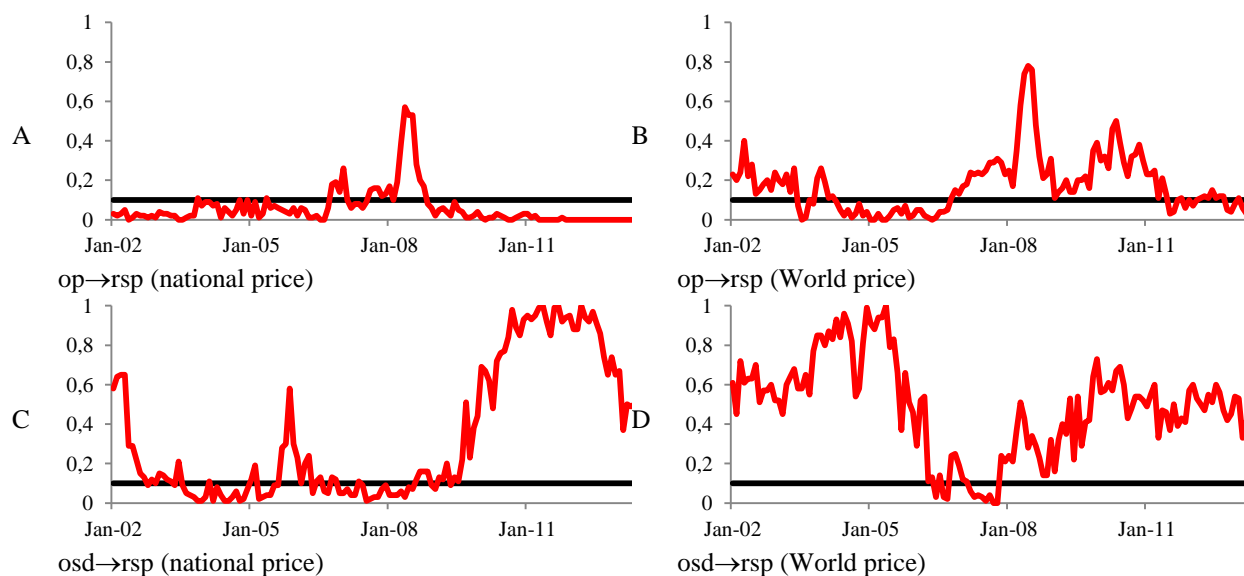 1
0,8
0,6
0,4
0,2
0
A
Jan-02 Jan-05 Jan-08 Jan-11
op→rsp (national price)
1
0,8
0,6
0,4
0,2
0
B
Jan-02 Jan-05 Jan-08 Jan-11
op→rsp (World price)
1
0,8
0,6
0,4
0,2
0
C
Jan-02 Jan-05 Jan-08 Jan-11
osd→rsp (national price)
1
0,8
0,6
0,4
0,2
0
D
Jan-02 Jan-05 Jan-08 Jan-11
osd→rsp (World price)